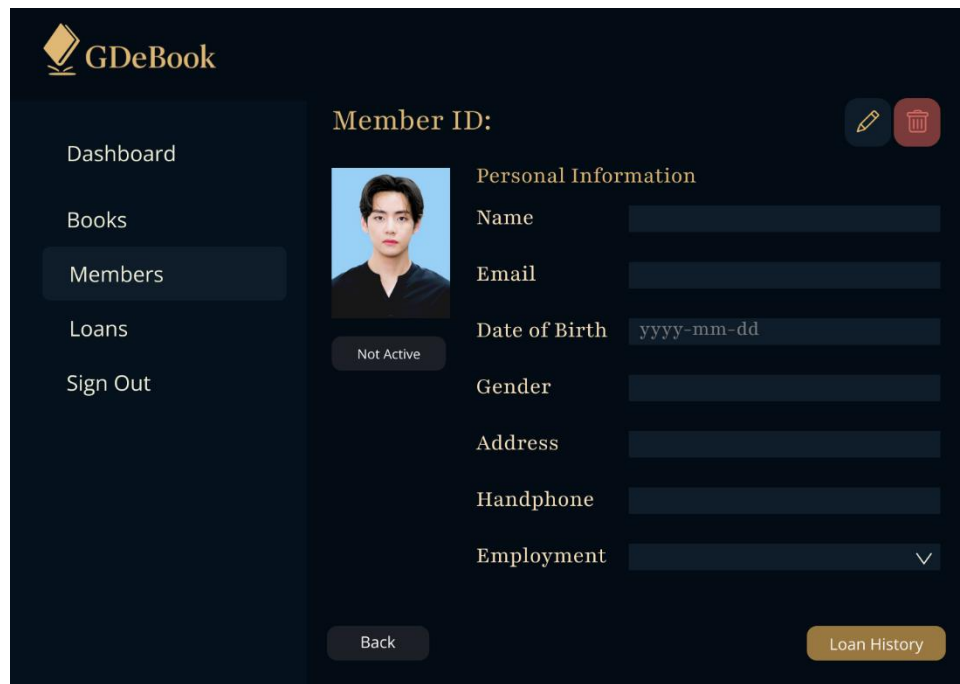 GDeBook
Dashboard
Books
Members
Loans
Sign Out
Member ID:
Personal Information
Name
Email
Date of Birth yyyy-mm-dd
Gender
Address
Handphone
Employment
Not Active
Back
Loan History